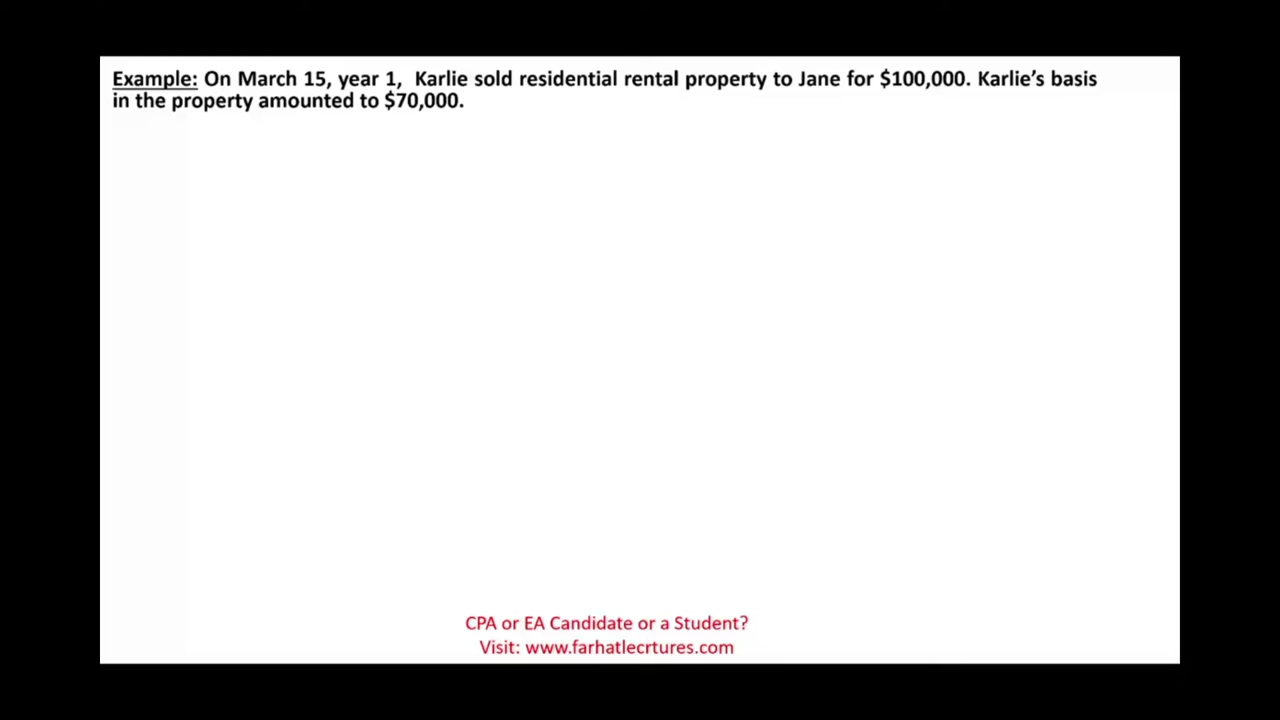 Example: On March 15, year 1, Karlie sold residential rental property to Jane for $100,000. Karlie’s basis
in the property amounted to $70,000.
CPA or EA Candidate or a Student?
Visit: www.farhatlecrtures.com